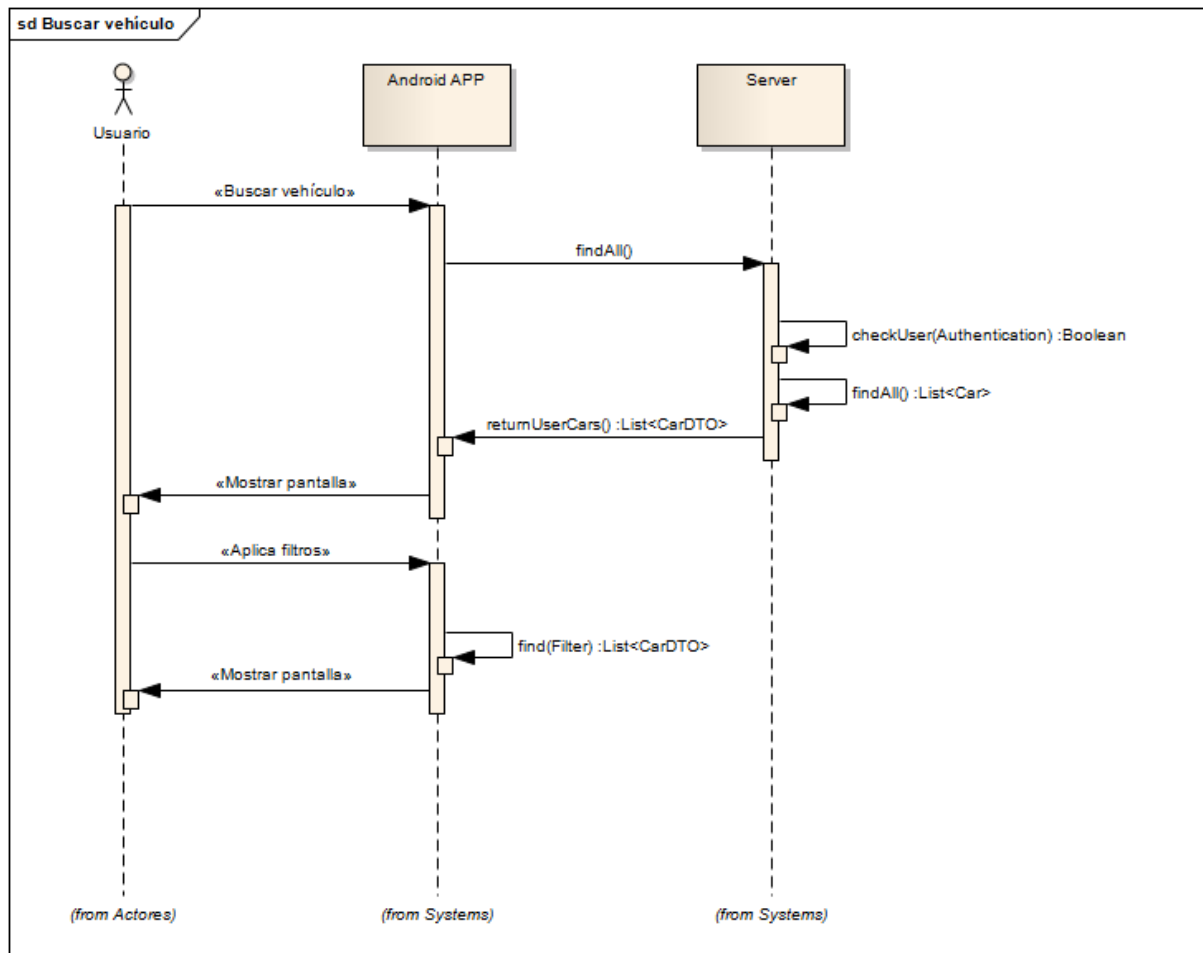 sd Buscar vehículo
Usuario
Android APP
Server
«Buscar vehículo»
findAll()
checkUser(Authentication) :Boolean
findAll() :List<Car>
returnUserCars() :List<CarDTO>
«Mostrar pantalla»
«Aplica filtros»
find(Filter) :List<CarDTO>
«Mostrar pantalla»
(from Actores)
(from Systems)
(from Systems)